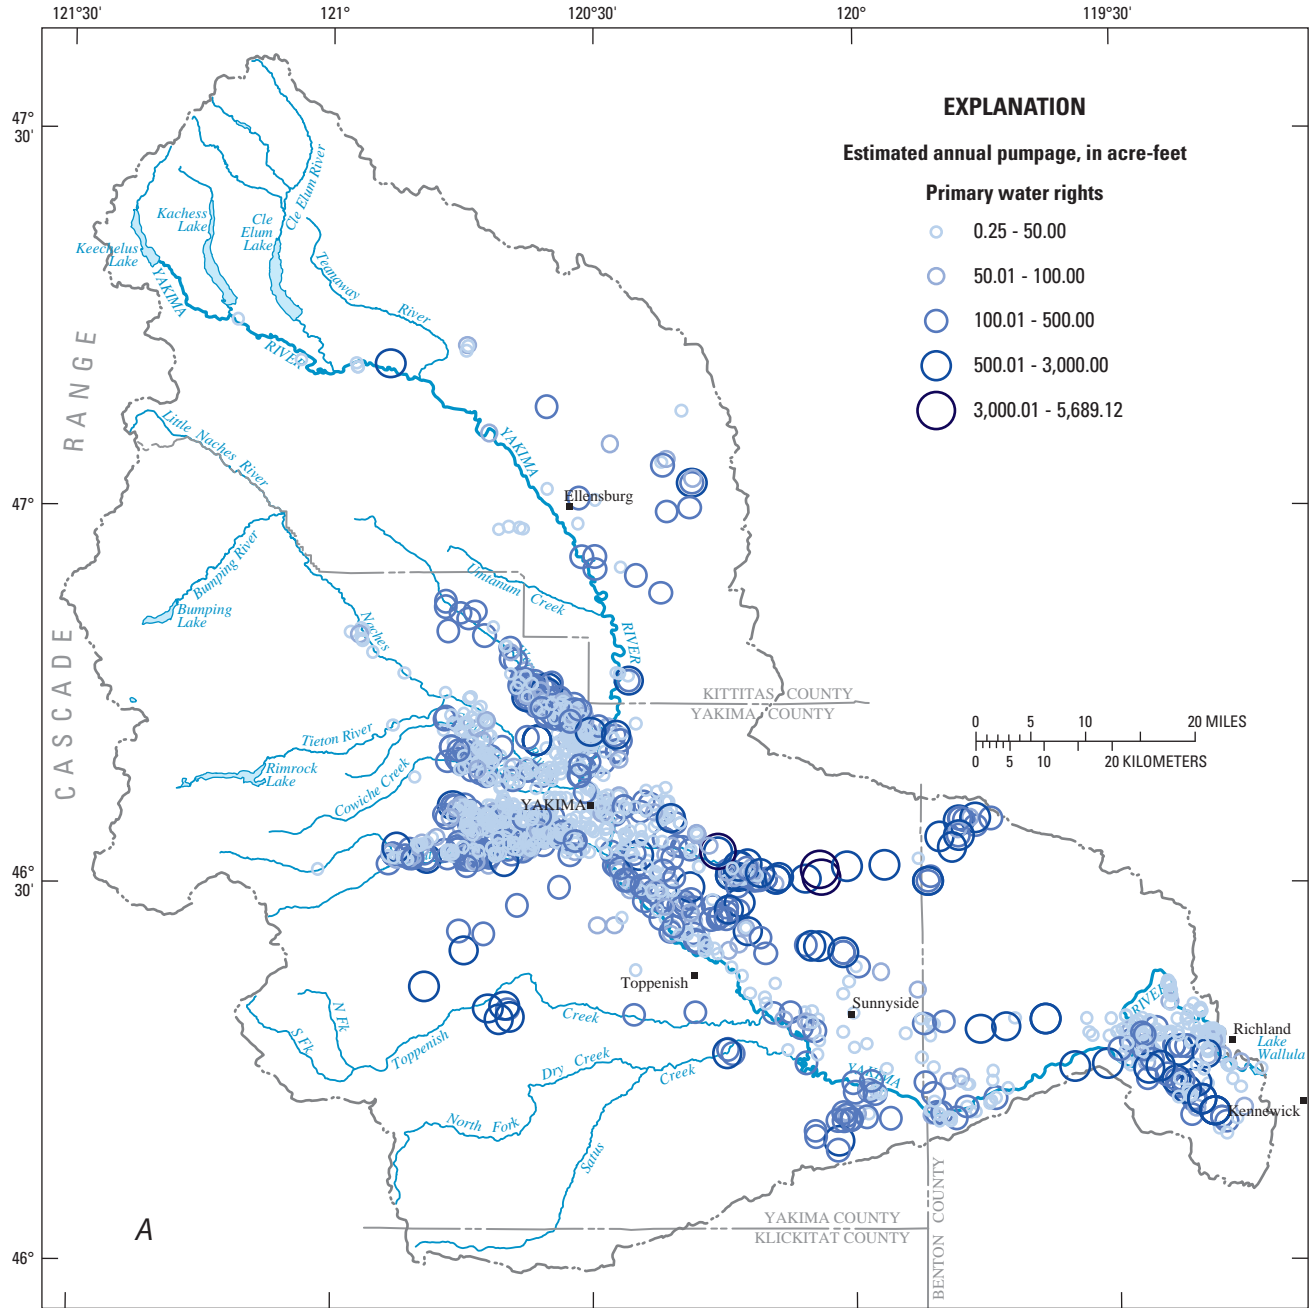 121°30'
121°
120°30'
120°
119°30'
47°
30'
47°
46°
30'
46°
EXPLANATION
Estimated annual pumpage, in acre-feet
Primary water rights
0.25 - 50.00
50.01 - 100.00
100.01 - 500.00
500.01 - 3,000.00
3,000.01 - 5,689.12
Cle Elum River
Kachess
Lake
Cle
Elum
Lake
Keechelus
Lake
YAKIMA
RIVER
Teanaway
River
CASCADE RANGE
Little Naches River
YAKIMA
Ellensburg
Bumping River
Bumping
Lake
Umtanum Creek
Naches
RIVER
KITTITAS COUNTY
YAKIMA COUNTY
0 5 10 20 MILES
0 5 10 20 KILOMETERS
Tieton River
Rimrock
Lake
Cowiche Creek
YAKIMA
Toppenish
Sunnyside
N Fk
S Fk
Toppenish
Creek
Dry Creek
Creek
North Fork
Satus
YAKIMA
RIVER
Richland
Lake
Wallula
Kennewick
A
YAKIMA COUNTY
KLICKITAT COUNTY
BENTON COUNTY